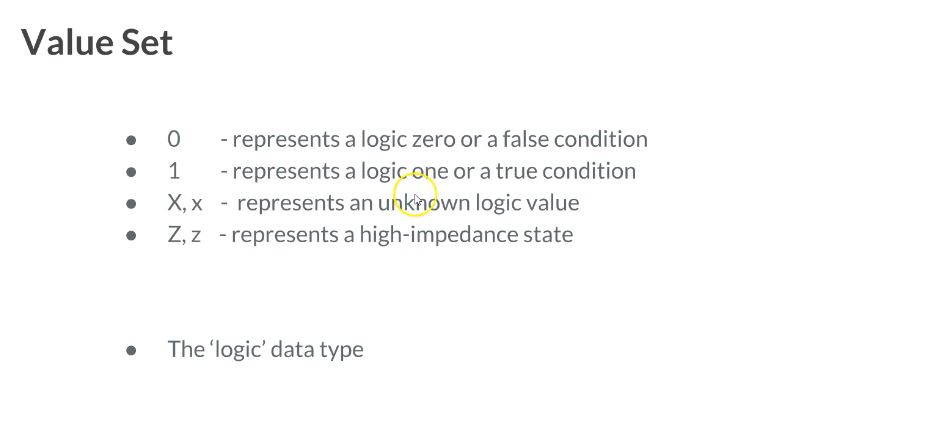 Value Set
● 0 - represents a logic zero or a false condition
● 1 - represents a logic one or a true condition
● X, x - represents an unknown logic value
● Z, z - represents a high-impedance state
● The ‘logic’ data type